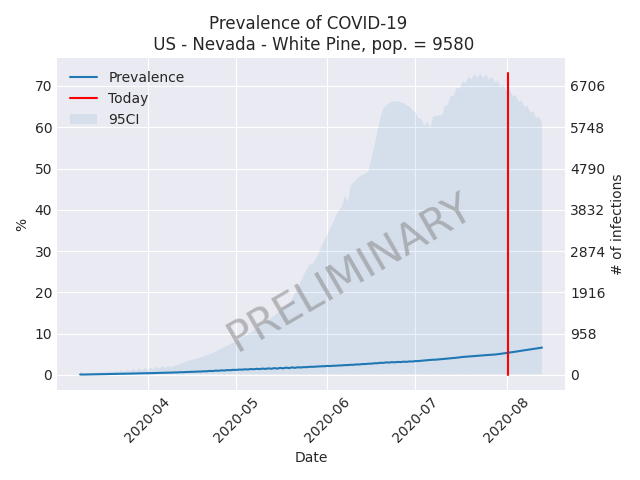 Prevalence of COVID-19
US - Nevada - White Pine, pop. = 9580
Prevalence
Today
95CI
70
60
50
40
30
20
10
0
%
6706
5748
4790
3832
2874
1916
958
0
# of infections
PRELIMINARY
2020-04
2020-05
2020-06
2020-07
2020-08
Date